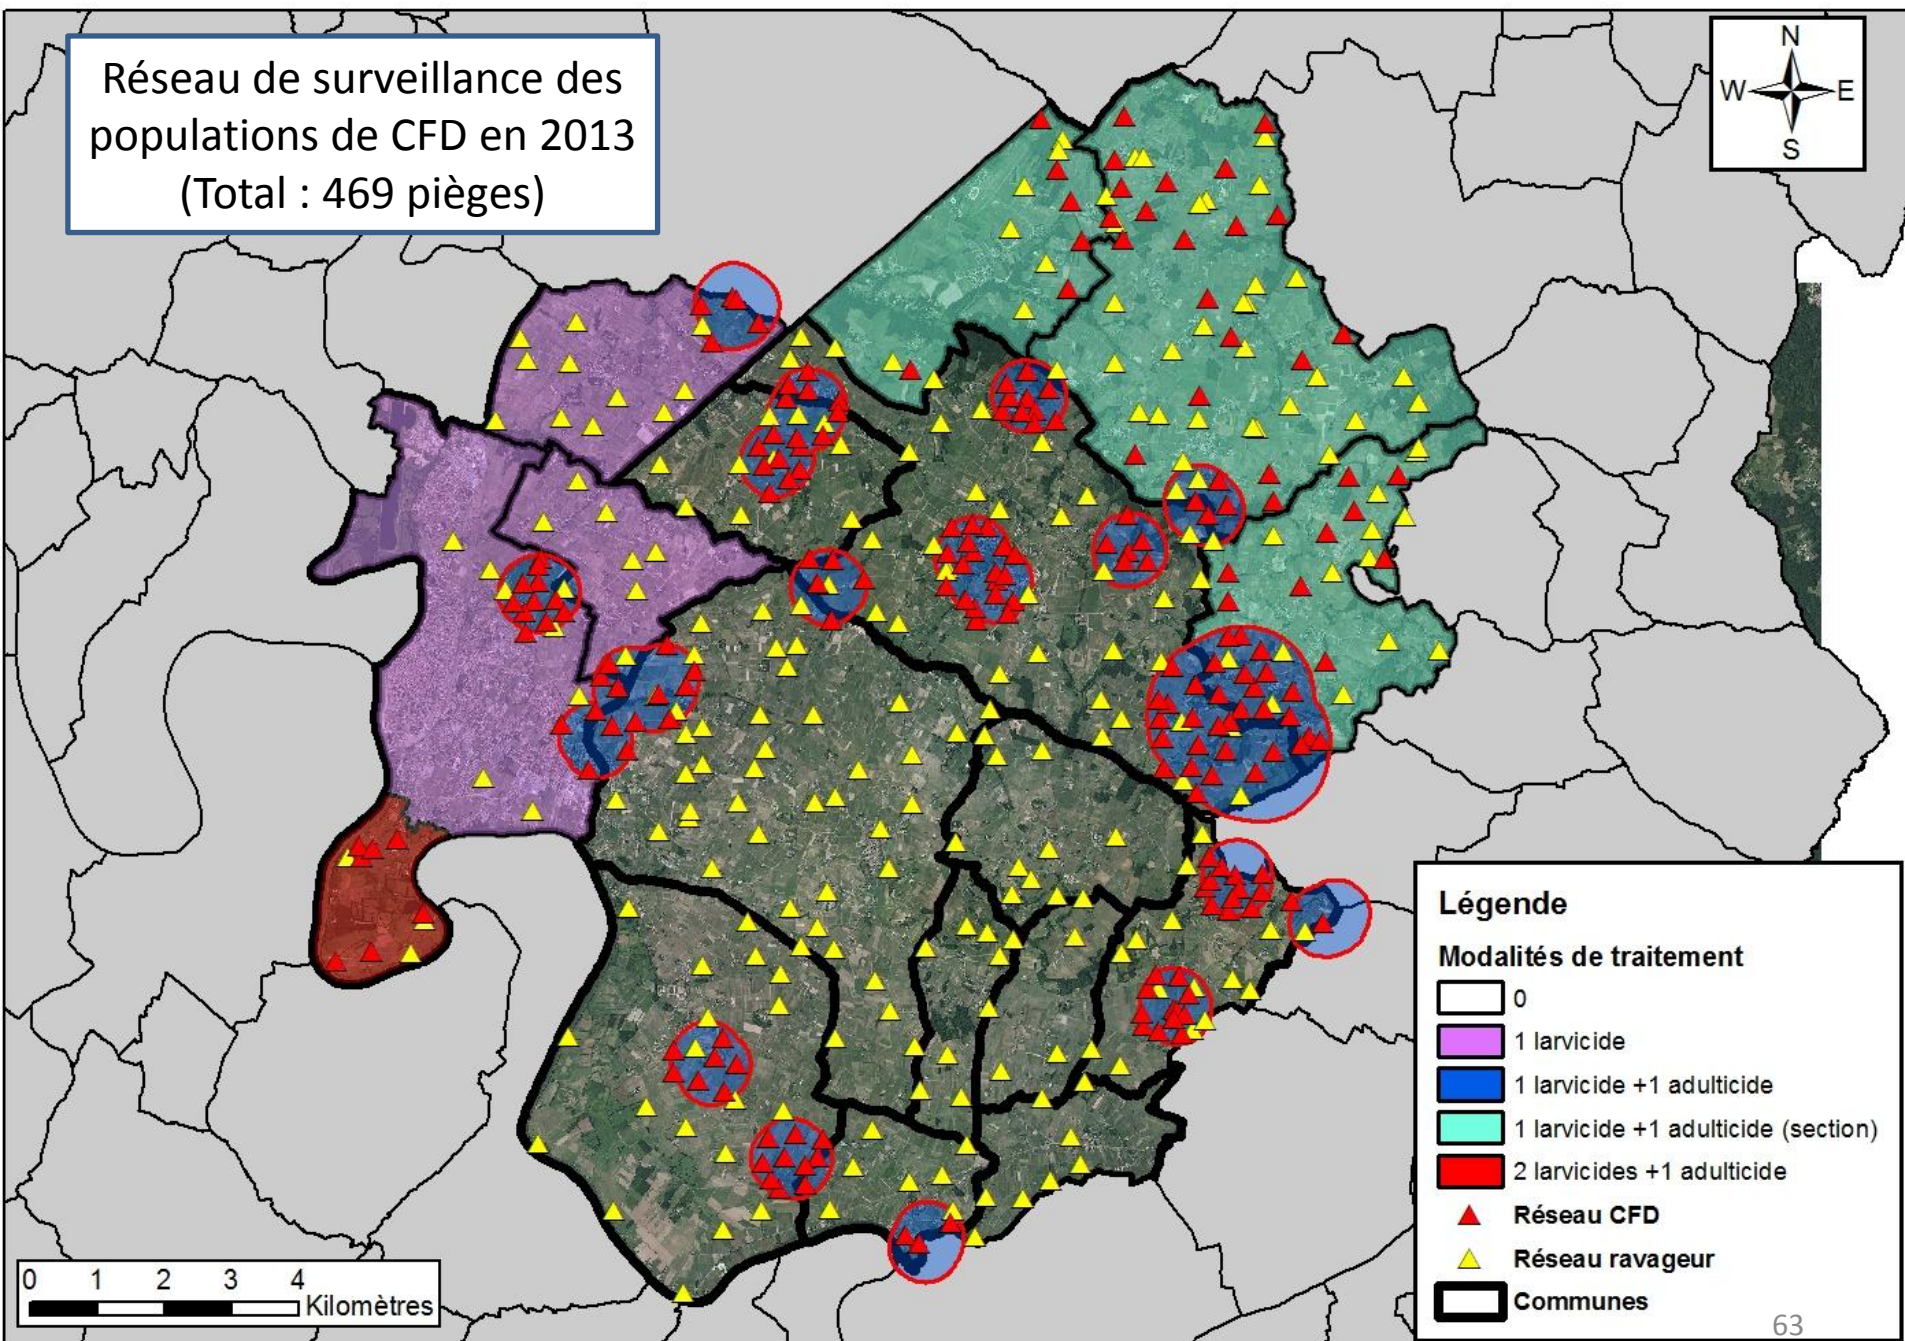 Réseau de surveillance des
populations de CFD en 2013
(Total : 469 pièges)
N
W E
S
Légende
Modalités de traitement
0
1 larvicide
1 larvicide +1 adulticide
1 larvicide +1 adulticide (section)
2 larvicides +1 adulticide
Réseau CFD
Réseau ravageur
Communes
0 1 2 3 4
Kilomètres
63